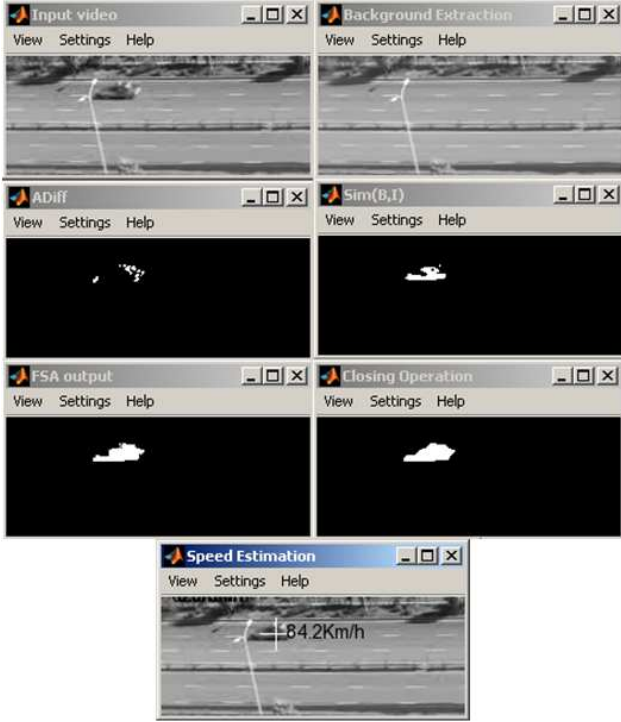 Input video
View Settings Help
Background Extraction
View Settings Help
ADiff
View Settings Help
Sim(B,I)
View Settings Help
FSA output
View Settings Help
Closing Operation
View Settings Help
Speed Estimation
View Settings Help
84.2Km/h